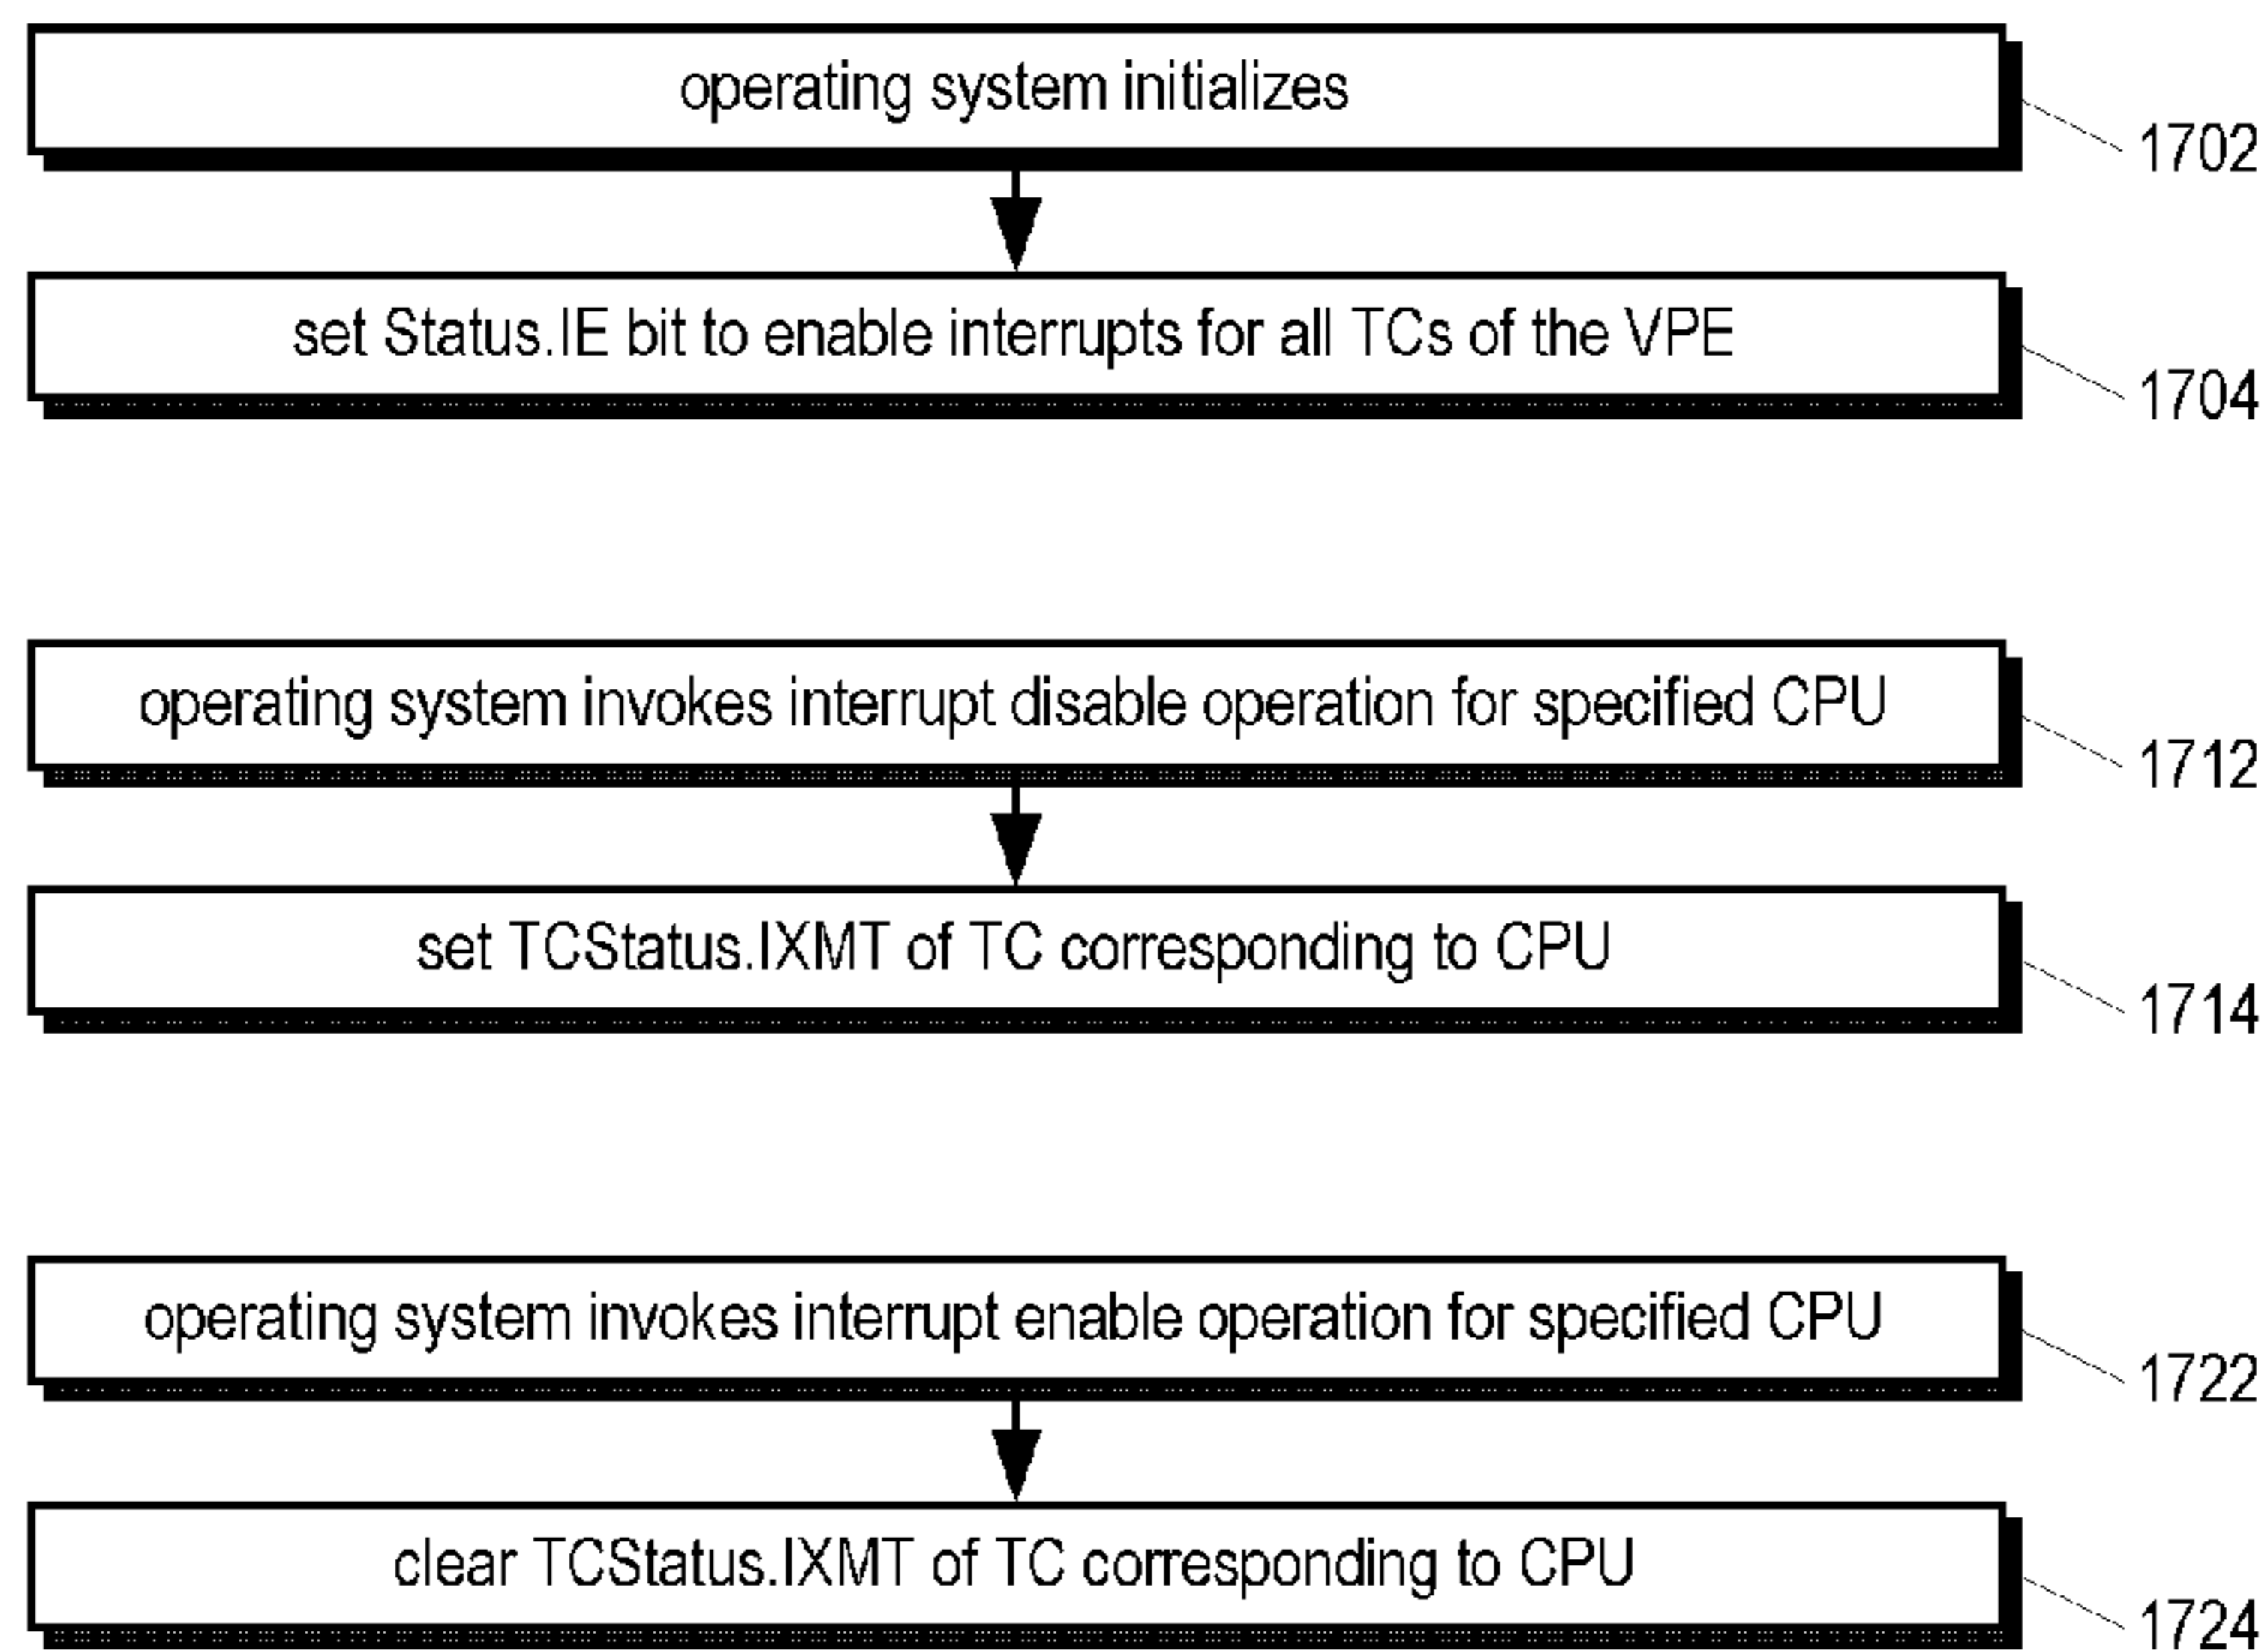 operating system initializes
1702
set Status.IE bit to enable interrupts for all TCs of the VPE
1704
operating system invokes interrupt disable operation for specified CPU
1712
set TCStatus.IXMT of TC corresponding to CPU
1714
operating system invokes interrupt enable operation for specified CPU
1722
clear TCStatus.IXMT of TC corresponding to CPU
1724